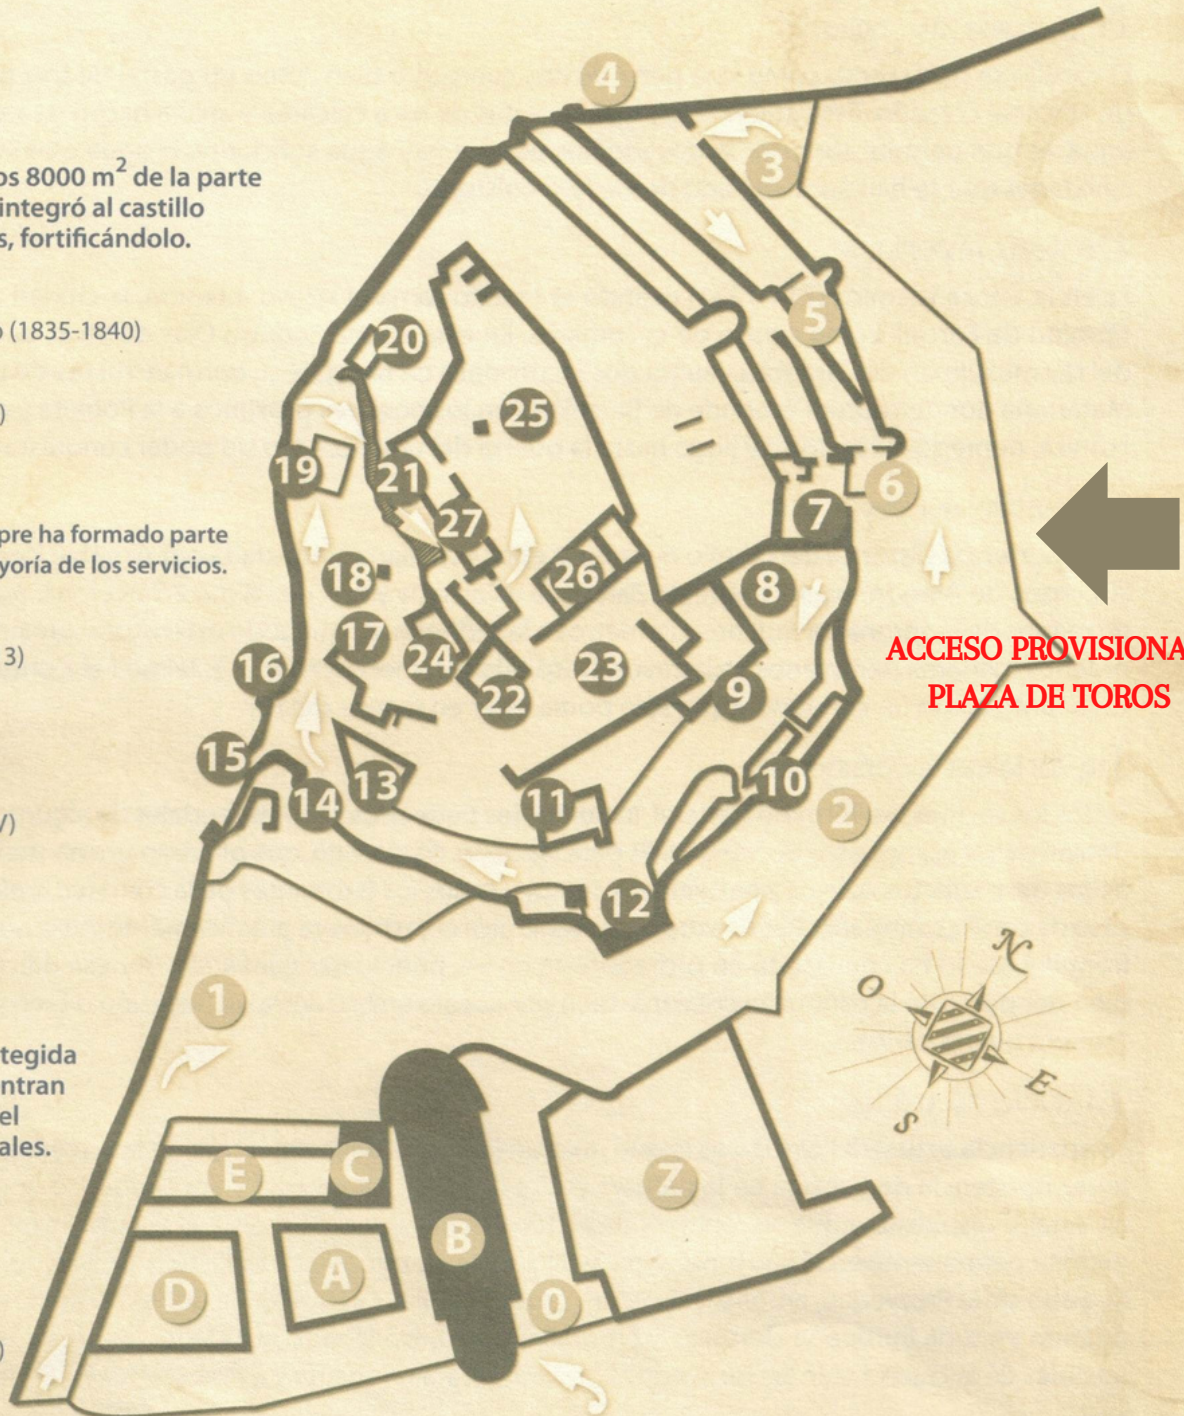 os 8000 m² de la parte
integró al castillo
s, fortificándolo.
o (1835-1840)
)
pre ha formado parte
yoría de los servicios.
3)
V)
tegida
ntran
el
ales.
)
4
3
5
20
25
19
21
6
7
27
26
18
8
17
24
23
16
22
9
15
13
11
10
14
2
12
1
ACCESO PROVISIONA
PLAZA DE TOROS
N
O
E
S
E
C
Z
B
A
D
0